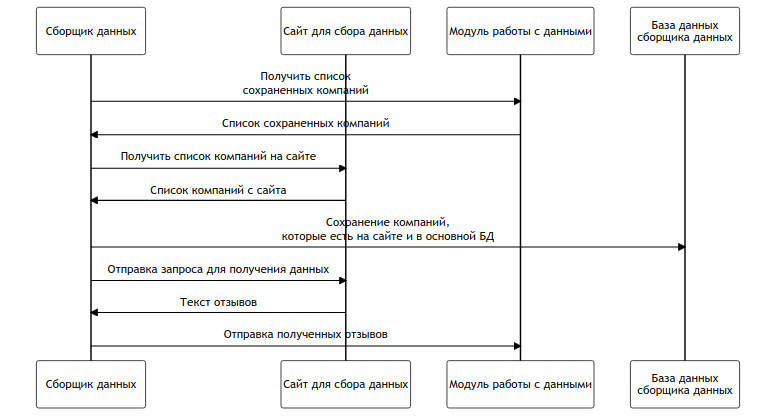 Сборщик данных
Сайт для сбора данных
Модуль работы с данными
База данных
сборщика данных
Получить список
сохраненных компаний
Список сохраненных компаний
Получить список компаний на сайте
Список компаний с сайта
Сохранение компаний,
которые есть на сайте и в основной БД
Отправка запроса для получения данных
Текст отзывов
Отправка полученных отзывов
Сборщик данных
Сайт для сбора данных
Модуль работы с данными
База данных
сборщика данных